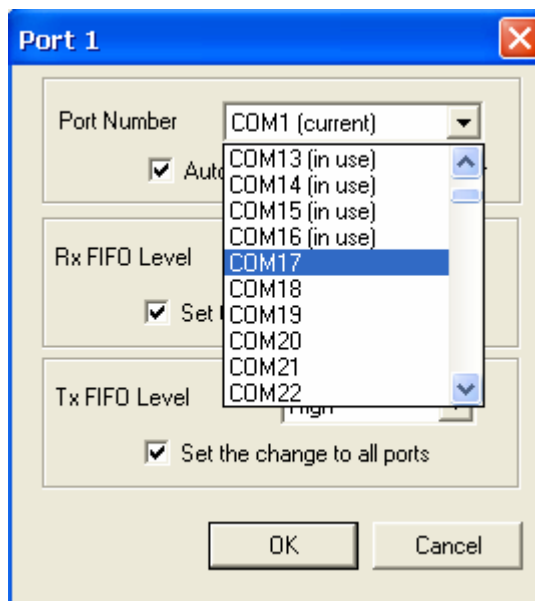 Port 1
Port Number
COM1 (current)
COM13 (in use)
COM14 (in use)
COM15 (in use)
COM16 (in use)
COM17
COM18
COM19
COM20
COM21
COM22
Rx FIFO Level
Set
Tx FIFO Level
High
Set the change to all ports
OK
Cancel